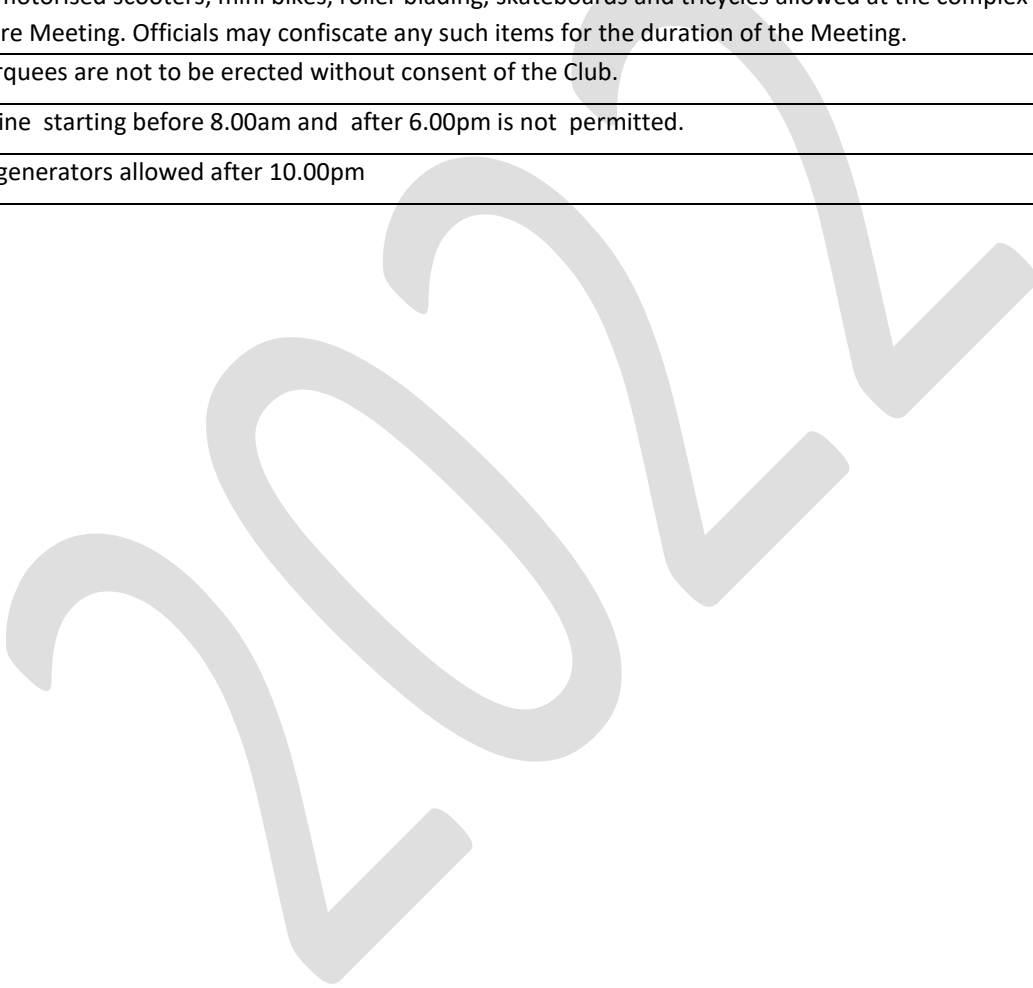 motorised scooters, mini bikes, roller blading, skateboards and tricycles allowed at the complex
re Meeting. Officials may confiscate any such items for the duration of the Meeting.
rquees are not to be erected without consent of the Club.
ine starting before 8.00am and after 6.00pm is not permitted.
generators allowed after 10.00pm
2022